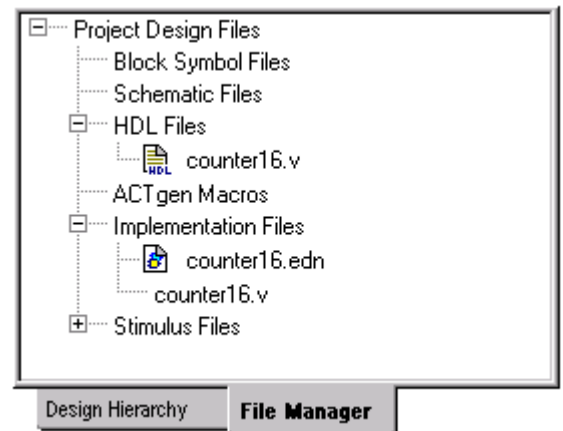 Project Design Files
Block Symbol Files
Schematic Files
HDL Files
HDL counter16.v
ACTgen Macros
Implementation Files
counter16.edn
counter16.v
Stimulus Files
Design Hierarchy File Manager